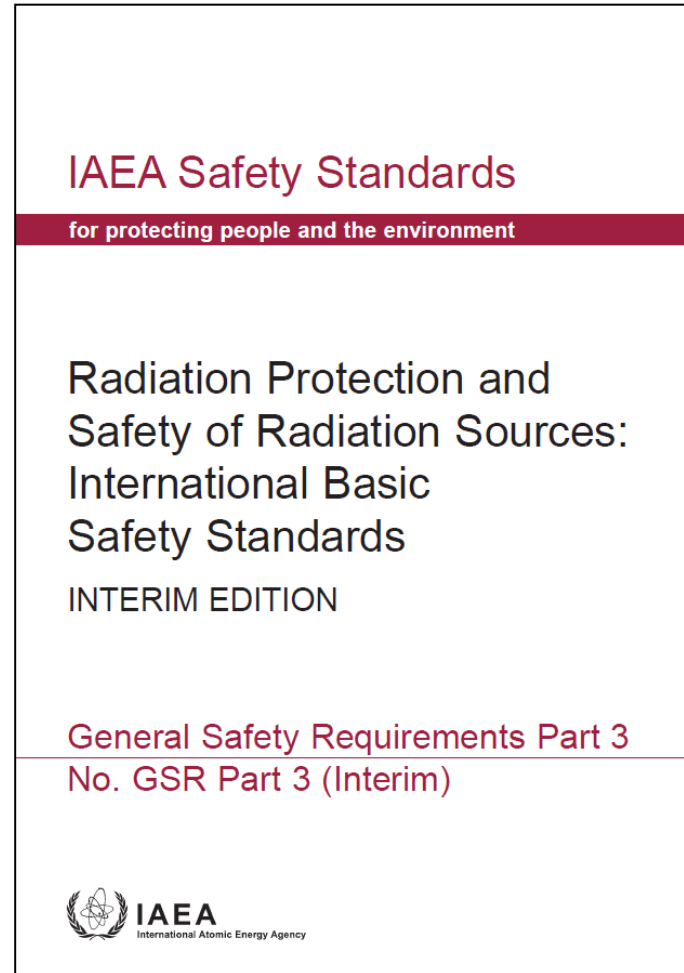 IAEA Safety Standards
for protecting people and the environment
Radiation Protection and
Safety of Radiation Sources:
International Basic
Safety Standards
INTERIM EDITION
General Safety Requirements Part 3
No. GSR Part 3 (Interim)
IAEA
International Atomic Energy Agency